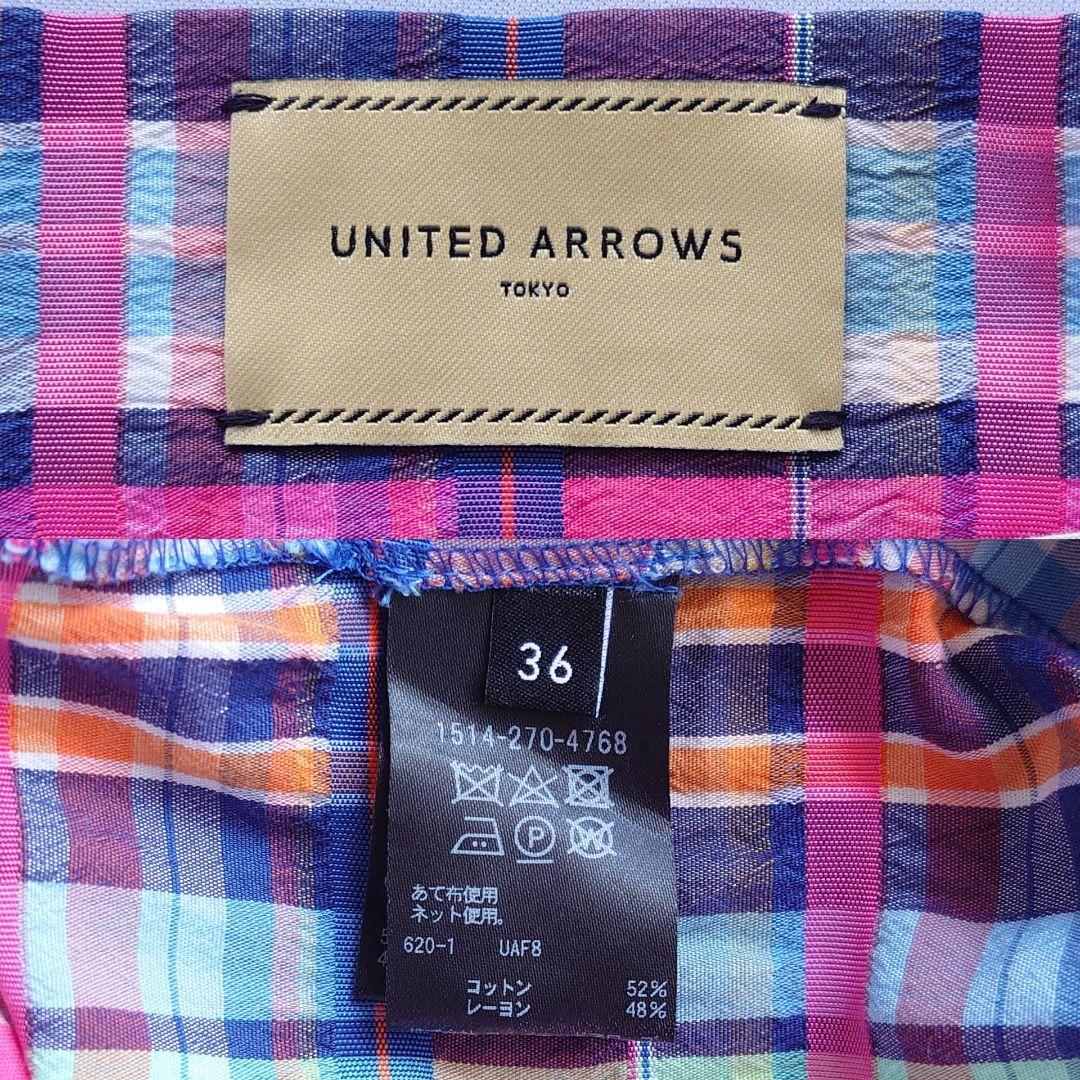 UNITED ARROWS
TOKYO
36
1514-270-4768
P W
あて布使用
ネット使用。
620-1 UAF8
コットン 52%
レーヨン 48%